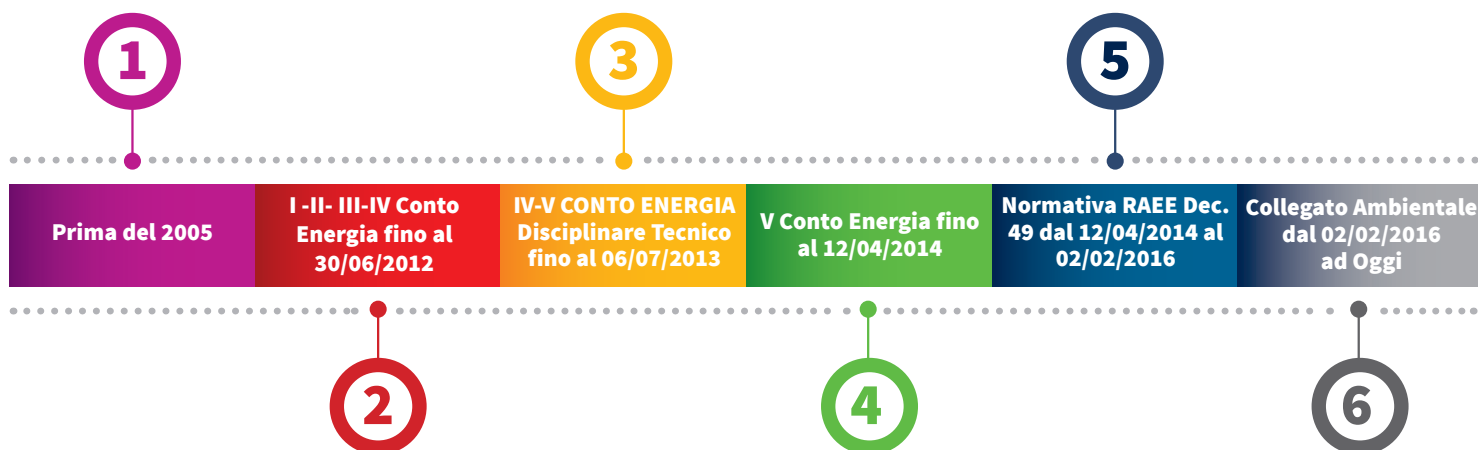 1
3
5
Prima del 2005
I -II- III-IV Conto
Energia fino al
30/06/2012
IV-V CONTO ENERGIA
Disciplinare Tecnico
fino al 06/07/2013
V Conto Energia fino
al 12/04/2014
Normativa RAEE Dec.
49 dal 12/04/2014 al
02/02/2016
Collegato Ambientale
dal 02/02/2016
ad Oggi
2
4
6